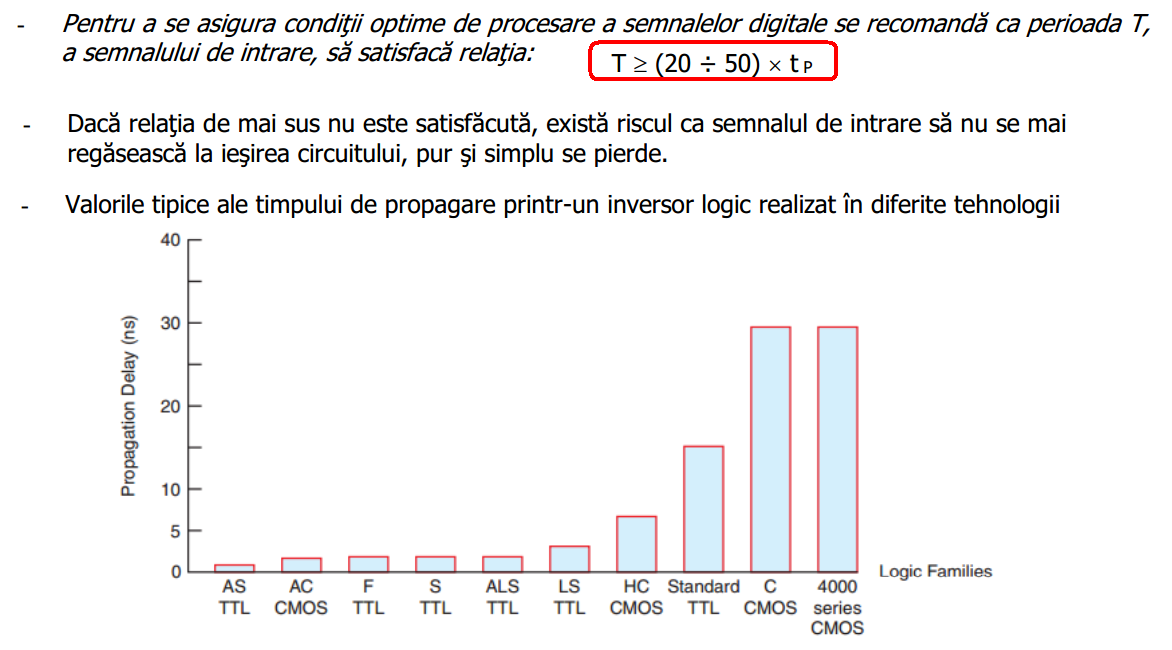 - Pentru a se asigura condiţii optime de procesare a semnalelor digitale se recomandă ca perioada T,
a semnalului de intrare, să satisfacă relaţia:
T ≥ (20 ÷ 50) × t P
- Dacă relaţia de mai sus nu este satisfăcută, există riscul ca semnalul de intrare să nu se mai
regăsească la ieşirea circuitului, pur şi simplu se pierde.
- Valorile tipice ale timpului de propagare printr-un inversor logic realizat în diferite tehnologii
Propagation Delay (ns)
40
30
20
10
5
0
AS AC F S ALS LS HC Standard C 4000
TTL CMOS TTL TTL TTL TTL CMOS TTL CMOS series
CMOS
Logic Families